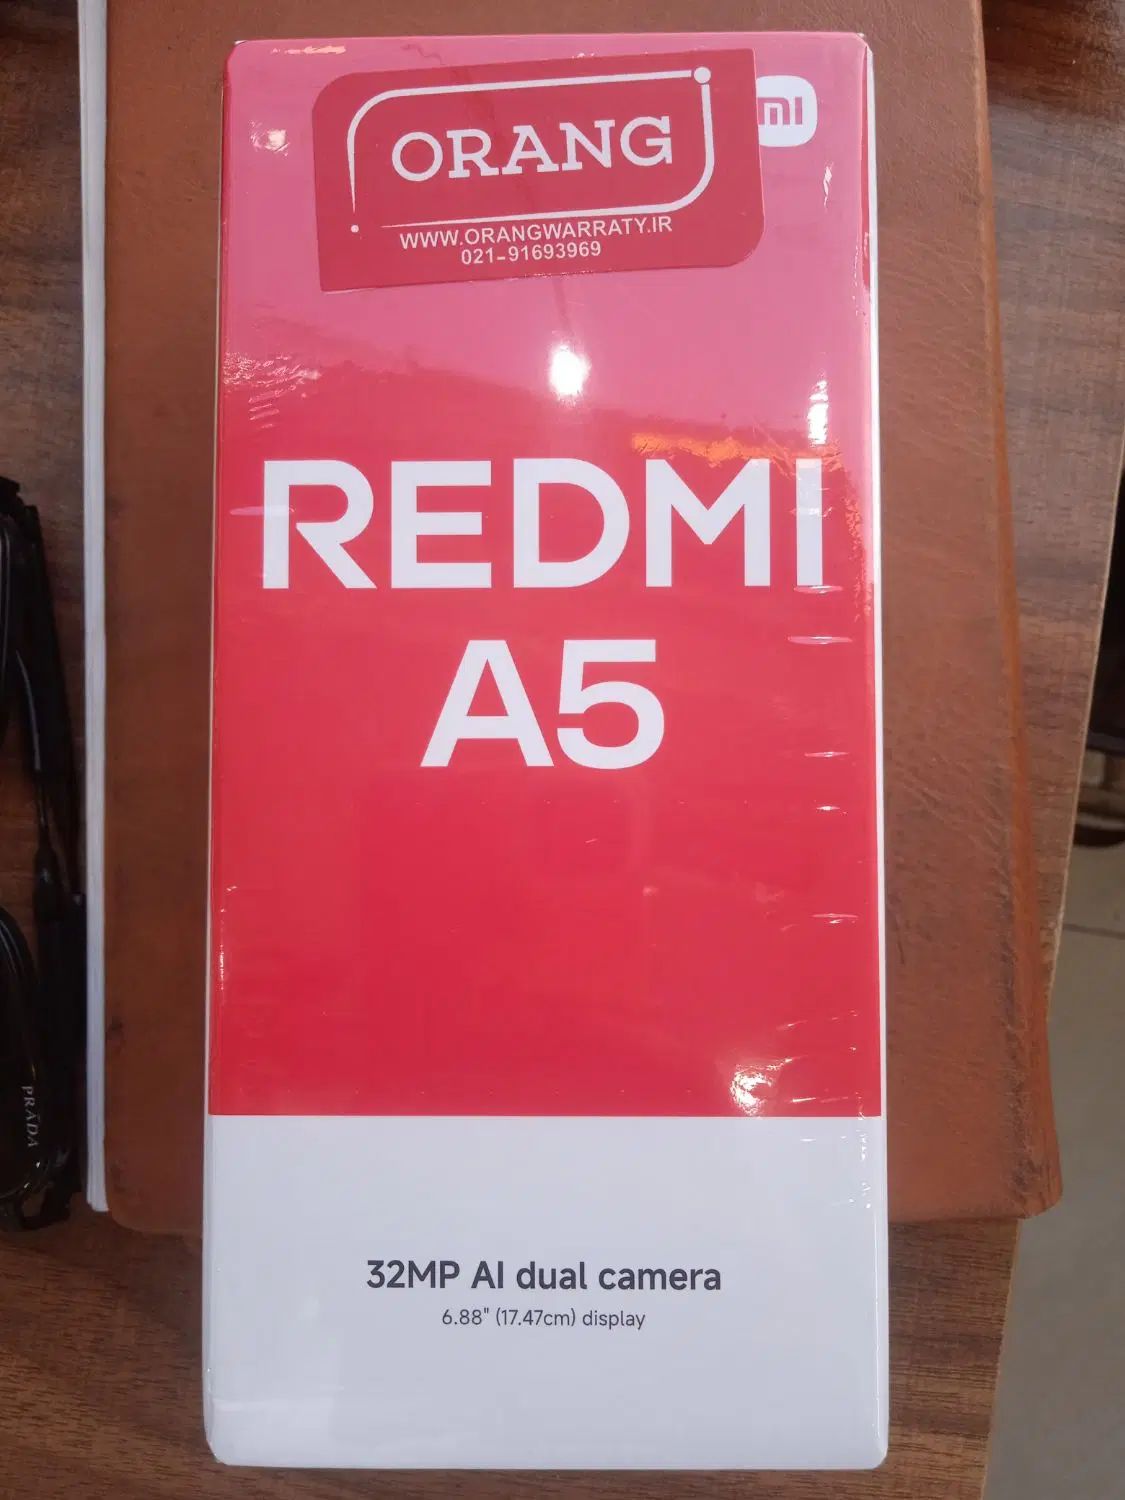 ORANG
WWW.ORANGWARRATY.IR
021-91693969
mi
REDMI
A5
32MP AI dual camera
6.88" (17.47cm) display
PRADA